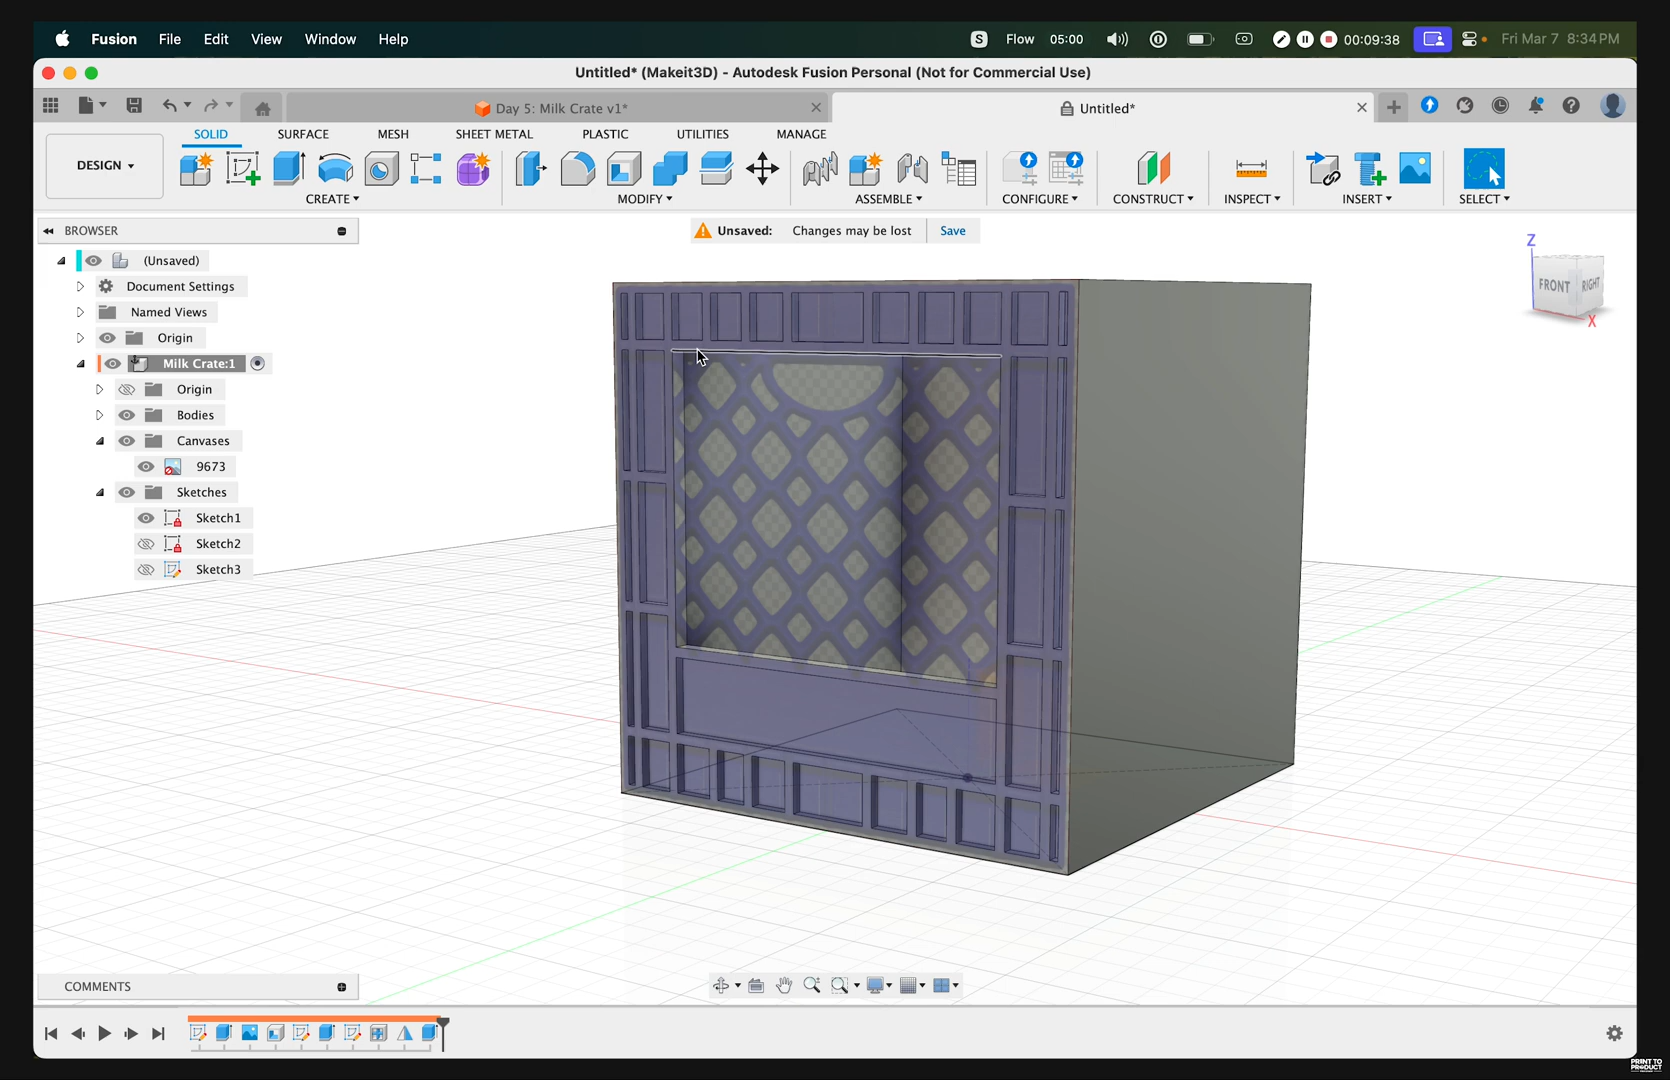 Fusion File Edit View Window Help S Flow 05:00 00:09:38 Fri Mar 7 8:34 PM
Untitled* (Makeit3D) - Autodesk Fusion Personal (Not for Commercial Use)
Day 5: Milk Crate v1* Untitled*
SOLID SURFACE MESH SHEET METAL PLASTIC UTILITIES MANAGE
DESIGN
CREATE MODIFY ASSEMBLE CONFIGURE CONSTRUCT INSPECT INSERT SELECT
BROWSER
Unsaved: Changes may be lost Save
(Unsaved)
Document Settings
Named Views
Origin
Milk Crate:1
Origin
Bodies
Canvases
9673
Sketches
Sketch1
Sketch2
Sketch3
Z
FRONT RIGHT
X
COMMENTS
PRINT TO
PRODUCT